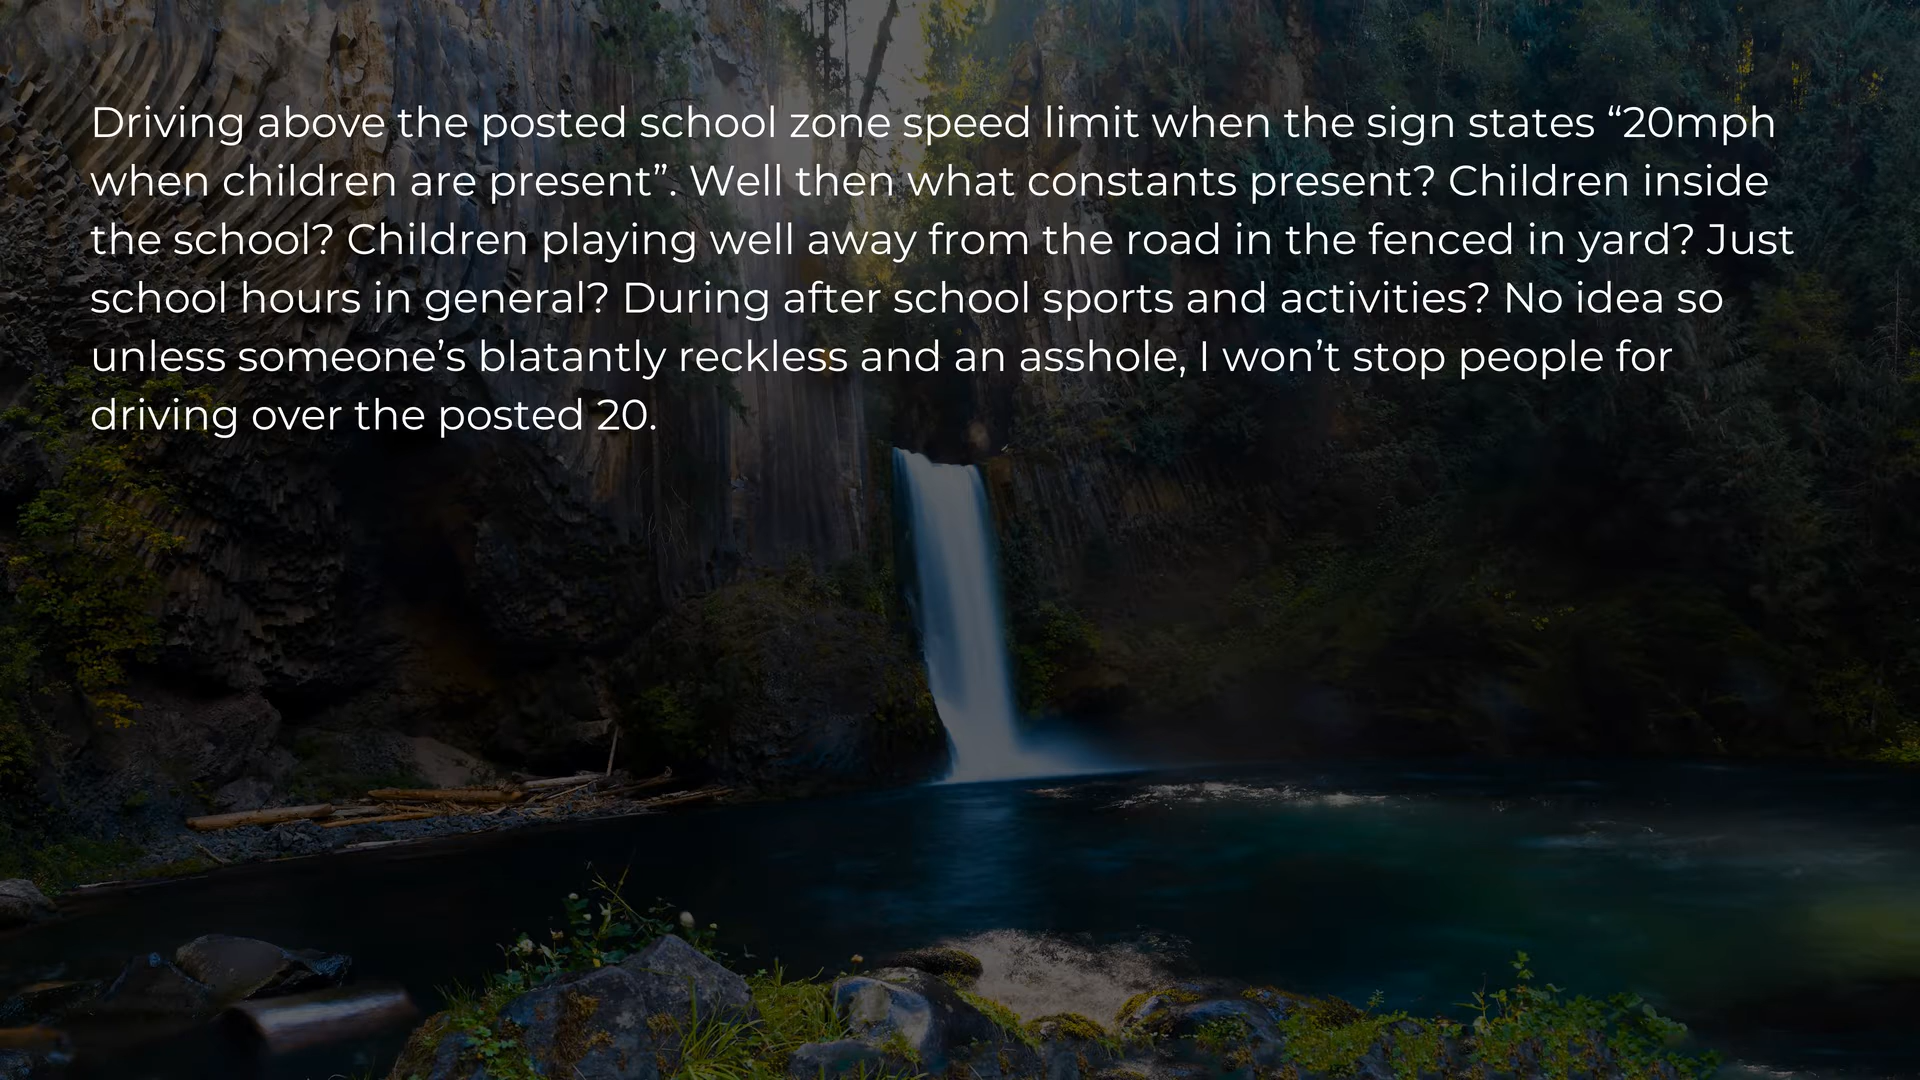 Driving above the posted school zone speed limit when the sign states “20mph
when children are present”. Well then what constants present? Children inside
the school? Children playing well away from the road in the fenced in yard? Just
school hours in general? During after school sports and activities? No idea so
unless someone’s blatantly reckless and an asshole, I won’t stop people for
driving over the posted 20.